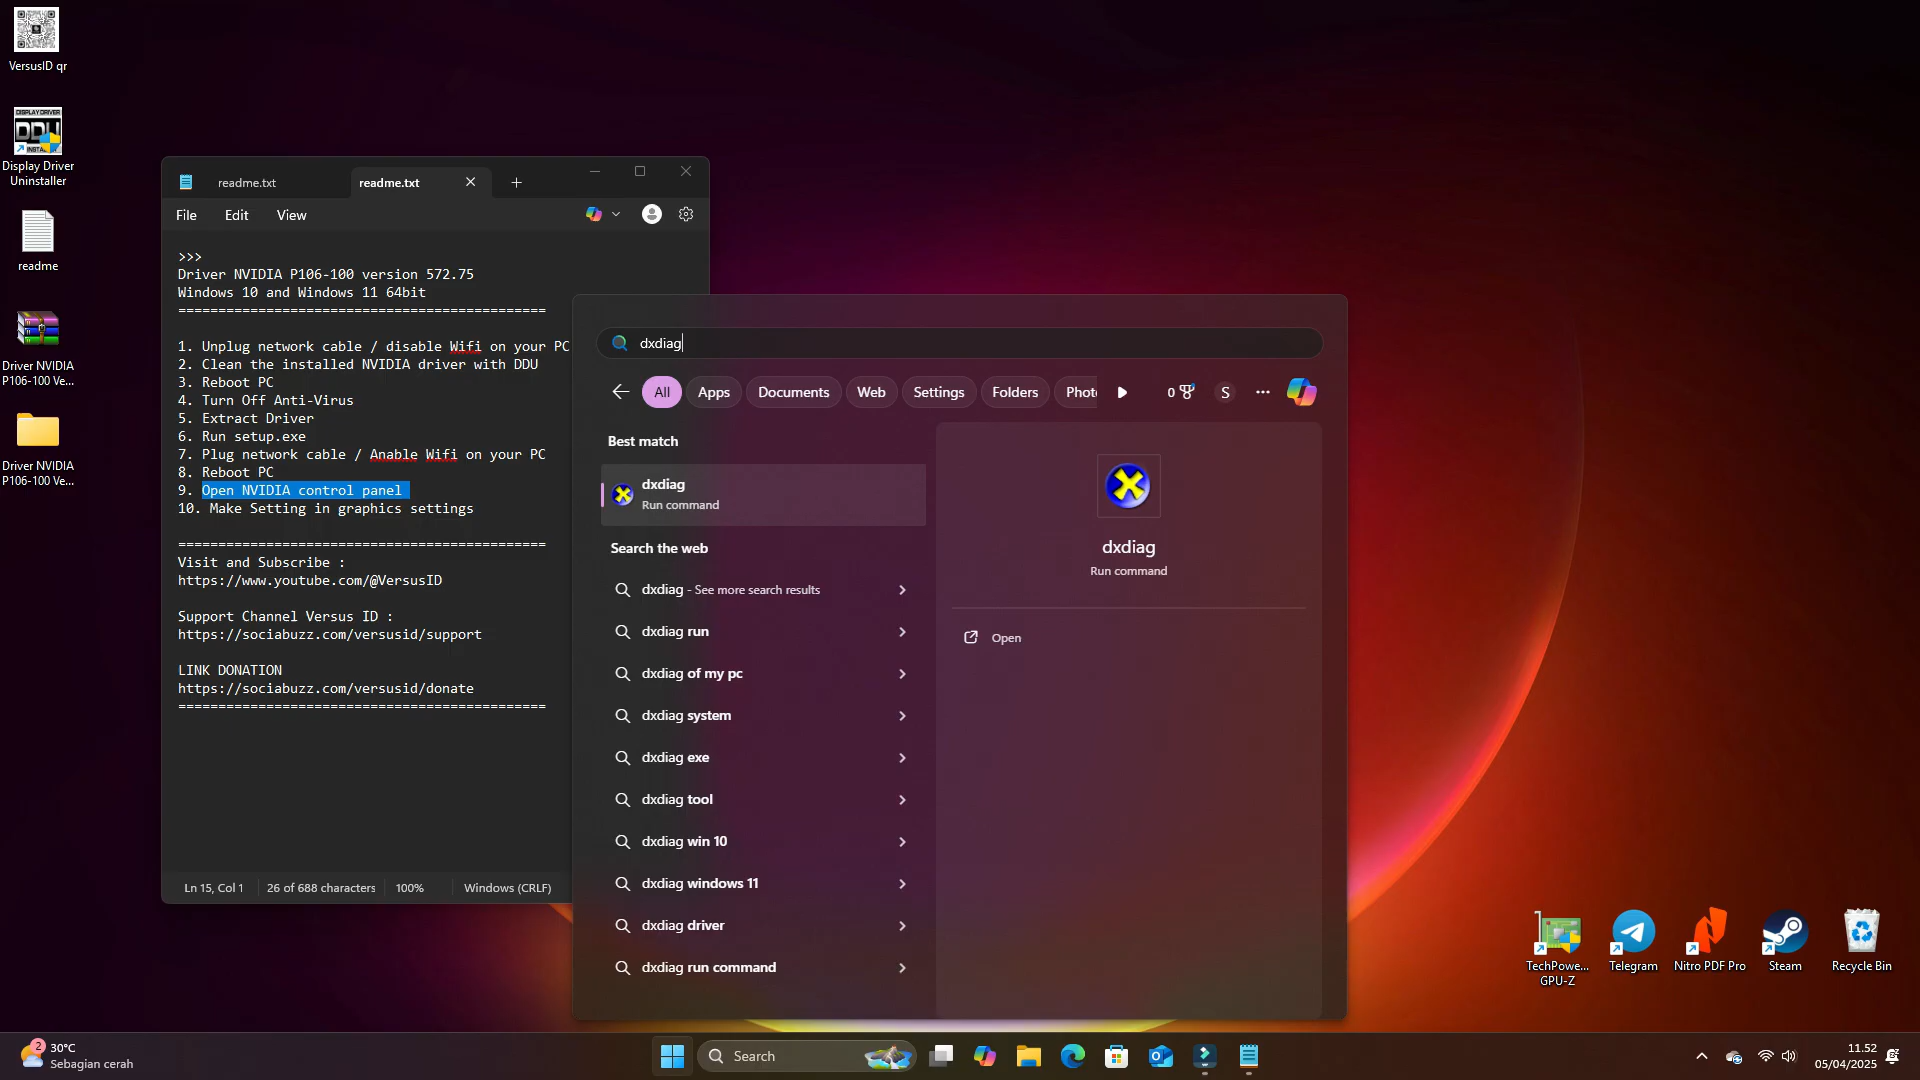 VersusID qr
DISPLAY DRIVER
DDU
Display Driver
Uninstaller
readme
Driver NVIDIA
P106-100 Ve...
Driver NVIDIA
P106-100 Ve...
readme.txt
readme.txt
File
Edit
View
>>>
Driver NVIDIA P106-100 version 572.75
Windows 10 and Windows 11 64bit
==============================================
1. Unplug network cable / disable Wifi on your PC
2. Clean the installed NVIDIA driver with DDU
3. Reboot PC
4. Turn Off Anti-Virus
5. Extract Driver
6. Run setup.exe
7. Plug network cable / Anable Wifi on your PC
8. Reboot PC
9. Open NVIDIA control panel
10. Make Setting in graphics settings
==============================================
Visit and Subscribe :
https://www.youtube.com/@VersusID
Support Channel Versus ID :
https://sociabuzz.com/versusid/support
LINK DONATION
https://sociabuzz.com/versusid/donate
==============================================
Ln 15, Col 1
26 of 688 characters
100%
Windows (CRLF)
dxdiag
All
Apps
Documents
Web
Settings
Folders
0
S
Best match
dxdiag
Run command
Search the web
dxdiag - See more search results
dxdiag run
dxdiag of my pc
dxdiag system
dxdiag exe
dxdiag tool
dxdiag win 10
dxdiag windows 11
dxdiag driver
dxdiag run command
dxdiag
Run command
Open
TechPowe...
GPU-Z
Telegram
Nitro PDF Pro
Steam
Recycle Bin
2
30°C
Sebagian cerah
Search
11.52
05/04/2025